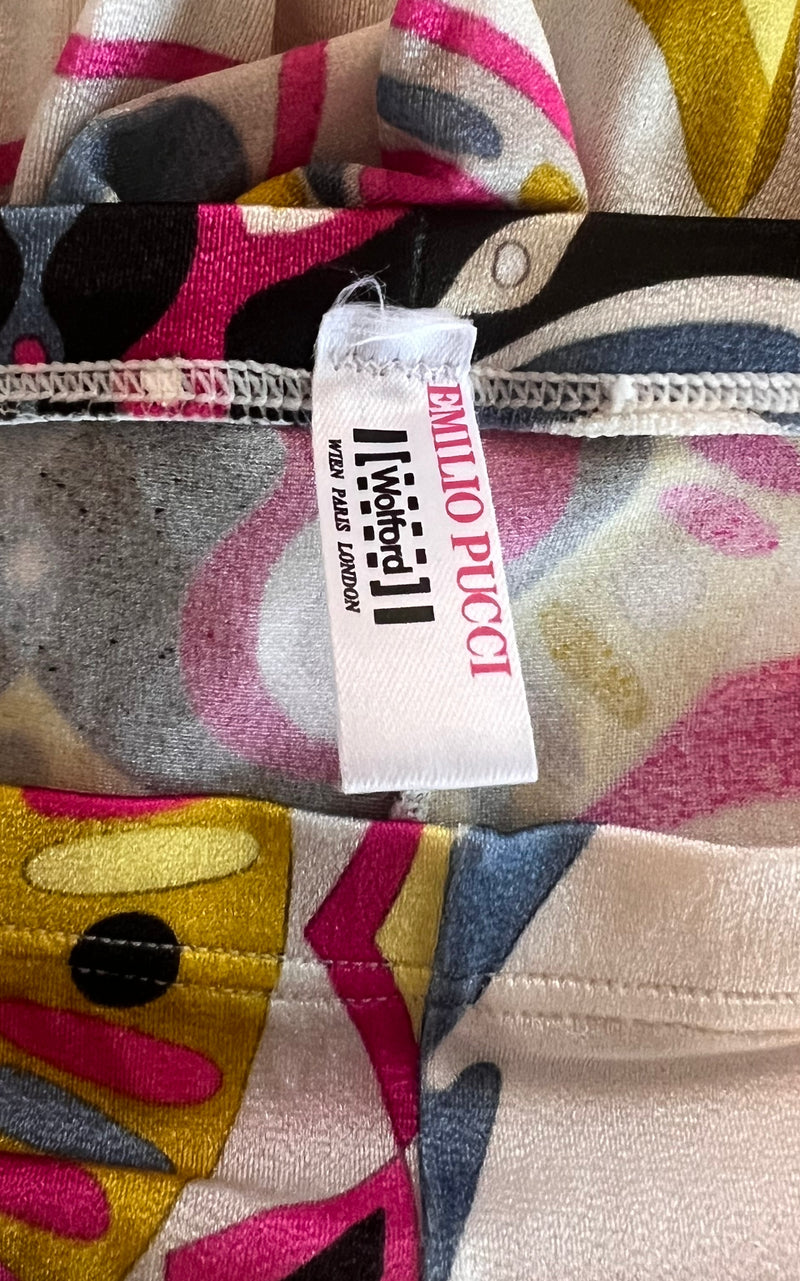 EMILIO PUCCI
[Wolford]
WIEN PARIS LONDON